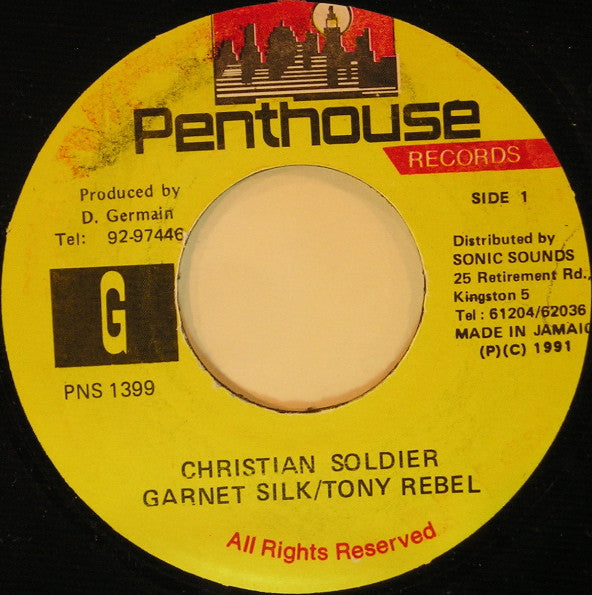 Penthouse
RECORDS
Produced by
D. Germain
Tel: 92-97446
G
PNS 1399
SIDE 1
Distributed by
SONIC SOUNDS
25 Retirement Rd.,
Kingston 5
Tel : 61204/62036
MADE IN JAMAIC
(P)(C) 1991
CHRISTIAN SOLDIER
GARNET SILK/TONY REBEL
All Rights Reserved